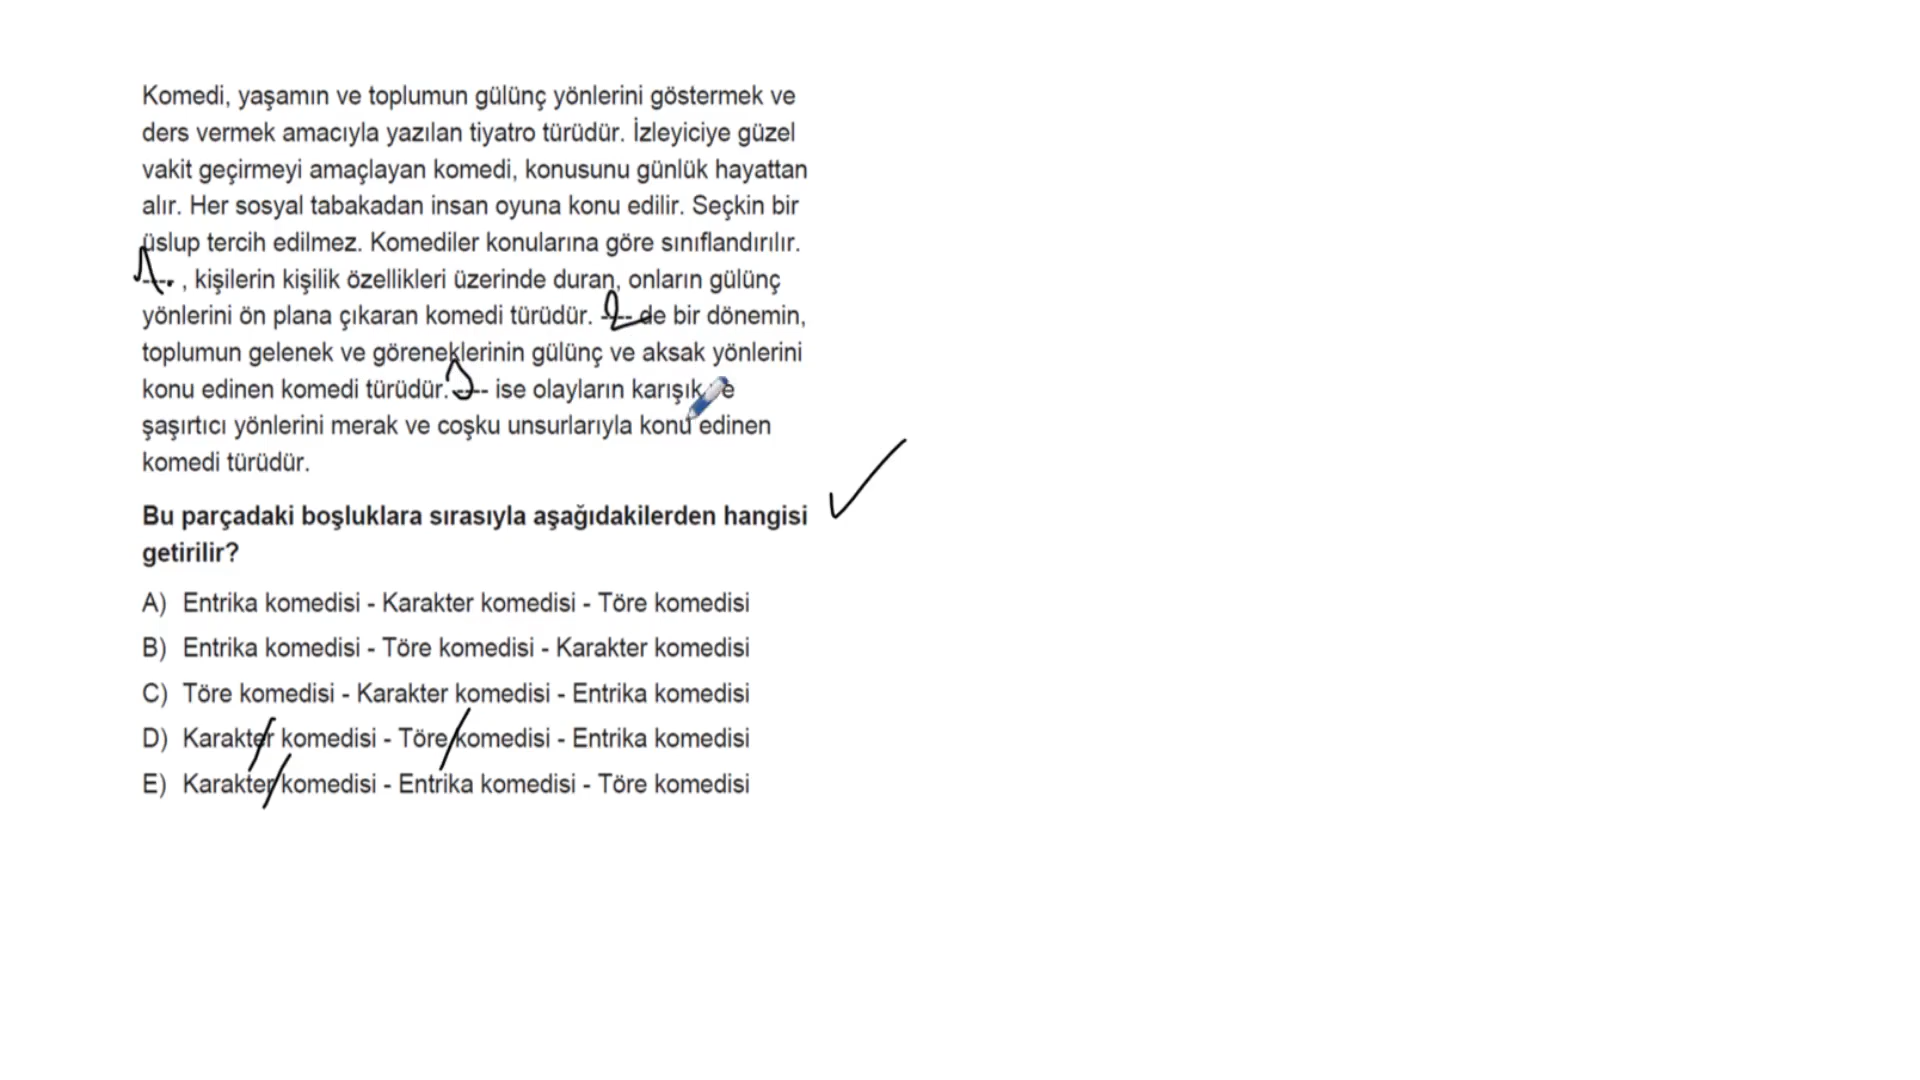 Komedi, yaşamın ve toplumun gülünç yönlerini göstermek ve
ders vermek amacıyla yazılan tiyatro türüdür. İzleyiciye güzel
vakit geçirmeyi amaçlayan komedi, konusunu günlük hayattan
alır. Her sosyal tabakadan insan oyuna konu edilir. Seçkin bir
üslup tercih edilmez. Komediler konularına göre sınıflandırılır.
---- , kişilerin kişilik özellikleri üzerinde duran, onların gülünç
yönlerini ön plana çıkaran komedi türüdür. ---- de bir dönemin,
toplumun gelenek ve göreneklerinin gülünç ve aksak yönlerini
konu edinen komedi türüdür. ---- ise olayların karışık ve
şaşırtıcı yönlerini merak ve coşku unsurlarıyla konu edinen
komedi türüdür.
Bu parçadaki boşluklara sırasıyla aşağıdakilerden hangisi
getirilir?
A) Entrika komedisi - Karakter komedisi - Töre komedisi
B) Entrika komedisi - Töre komedisi - Karakter komedisi
C) Töre komedisi - Karakter komedisi - Entrika komedisi
D) Karakter komedisi - Töre komedisi - Entrika komedisi
E) Karakter komedisi - Entrika komedisi - Töre komedisi